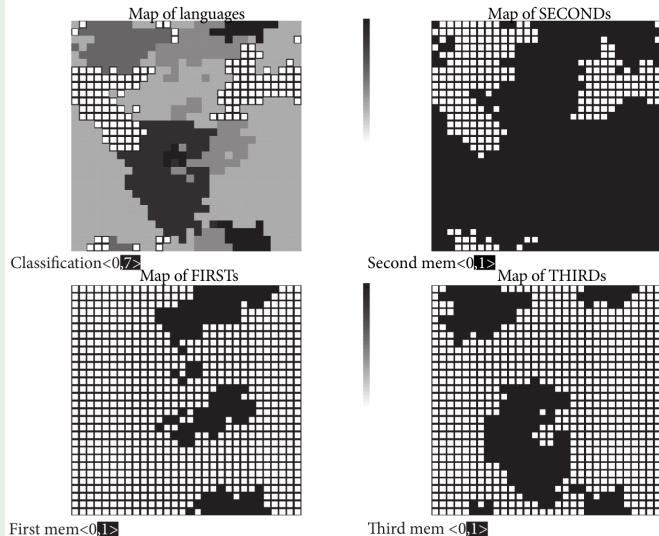 Map of languages
Map of SECONDs
Classification<0,7>
Second mem<0,1>
Map of FIRSTs
Map of THIRDs
First mem<0,1>
Third mem <0,1>